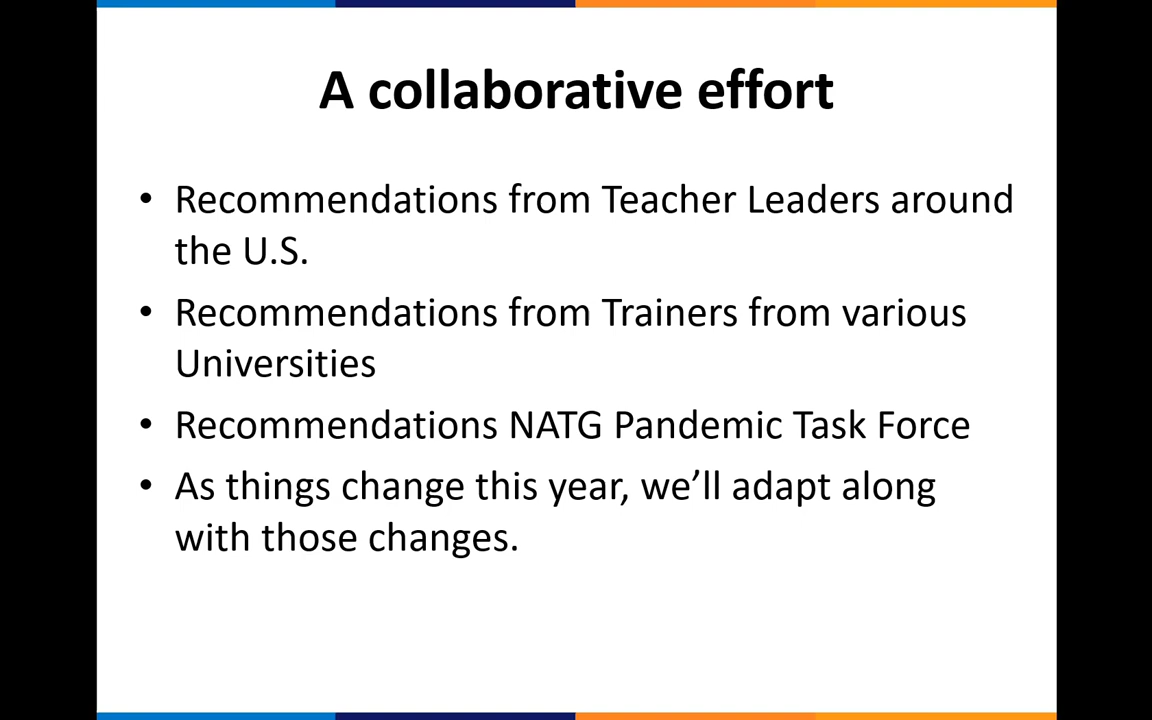 A collaborative effort
• Recommendations from Teacher Leaders around
the U.S.
• Recommendations from Trainers from various
Universities
• Recommendations NATG Pandemic Task Force
• As things change this year, we’ll adapt along
with those changes.